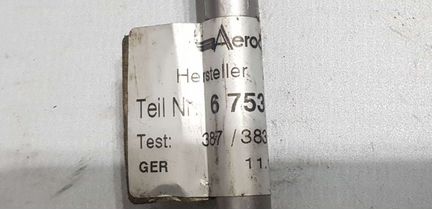 Aero
Hersteller
Teil Nr. 6 753
Test: 387 / 383
GER 11.